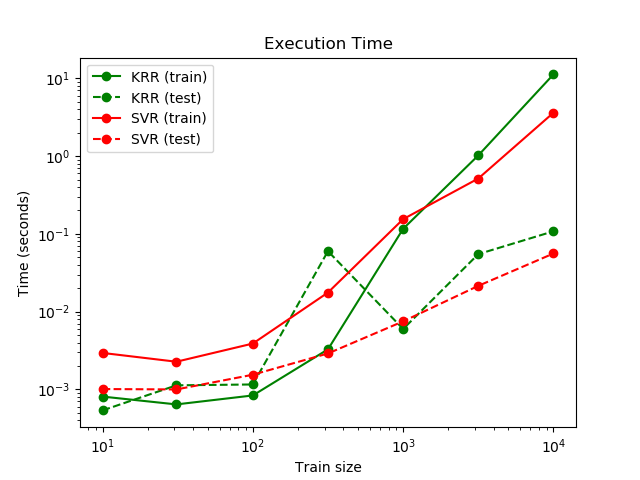 Execution Time
KRR (train)
KRR (test)
SVR (train)
SVR (test)
10¹
10⁰
10⁻¹
10⁻²
10⁻³
Time (seconds)
10¹ 10² 10³ 10⁴
Train size